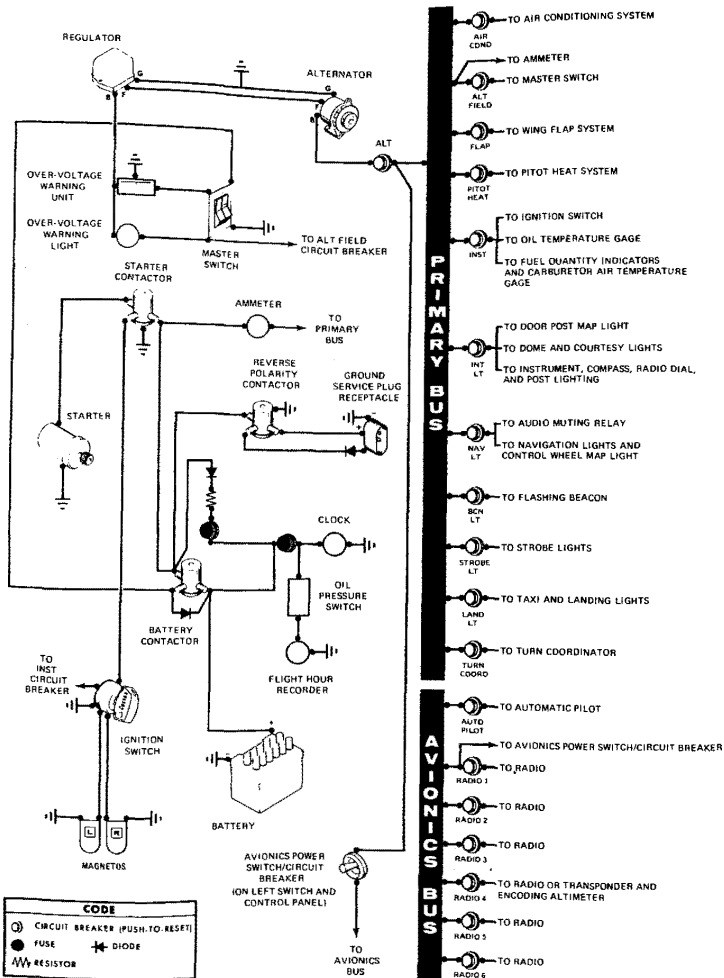 REGULATOR
G
F
B
ALTERNATOR
G
F
B
ALT
OVER-VOLTAGE
WARNING
UNIT
OVER-VOLTAGE
WARNING
LIGHT
MASTER
SWITCH
TO ALT FIELD
CIRCUIT BREAKER
STARTER
CONTACTOR
AMMETER
TO
PRIMARY
BUS
REVERSE
POLARITY
CONTACTOR
GROUND
SERVICE PLUG
RECEPTACLE
+
-
STARTER
CLOCK
OIL
PRESSURE
SWITCH
BATTERY
CONTACTOR
FLIGHT HOUR
RECORDER
TO
INST
CIRCUIT
BREAKER
IGNITION
SWITCH
-
+
BATTERY
L
R
MAGNETOS
AVIONICS POWER
SWITCH/CIRCUIT
BREAKER
(ON LEFT SWITCH AND
CONTROL PANEL)
TO
AVIONICS
BUS
CODE
CIRCUIT BREAKER (PUSH-TO-RESET)
FUSE
DIODE
RESISTOR
PRIMARY BUS
AIR
COND
TO AIR CONDITIONING SYSTEM
TO AMMETER
ALT
FIELD
TO MASTER SWITCH
FLAP
TO WING FLAP SYSTEM
PITOT
HEAT
TO PITOT HEAT SYSTEM
INST
TO IGNITION SWITCH
TO OIL TEMPERATURE GAGE
TO FUEL QUANTITY INDICATORS
AND CARBURETOR AIR TEMPERATURE
GAGE
INT
LT
TO DOOR POST MAP LIGHT
TO DOME AND COURTESY LIGHTS
TO INSTRUMENT, COMPASS, RADIO DIAL,
AND POST LIGHTING
NAV
LT
TO AUDIO MUTING RELAY
TO NAVIGATION LIGHTS AND
CONTROL WHEEL MAP LIGHT
BCN
LT
TO FLASHING BEACON
STROBE
LT
TO STROBE LIGHTS
LAND
LT
TO TAXI AND LANDING LIGHTS
TURN
COORD
TO TURN COORDINATOR
AVIONICS BUS
AUTO
PILOT
TO AUTOMATIC PILOT
TO AVIONICS POWER SWITCH/CIRCUIT BREAKER
RADIO 1
TO RADIO
RADIO 2
TO RADIO
RADIO 3
TO RADIO
RADIO 4
TO RADIO OR TRANSPONDER AND
ENCODING ALTIMETER
RADIO 5
TO RADIO
RADIO 6
TO RADIO